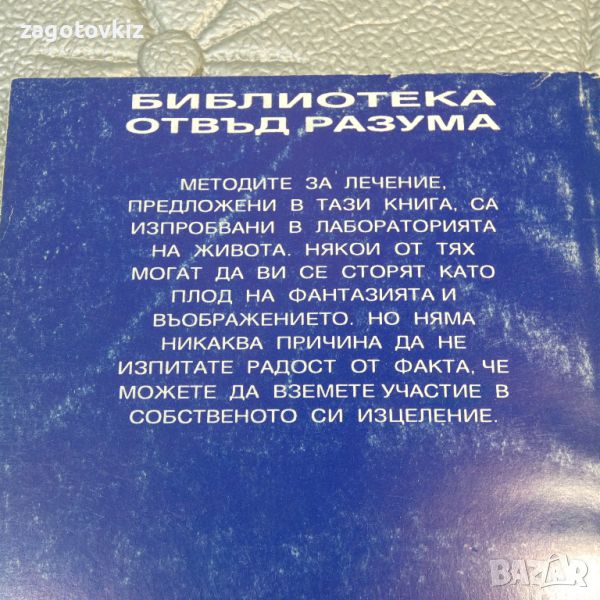 zagotovkiz
БИБЛИОТЕКА
ОТВЪД РАЗУМА
МЕТОДИТЕ ЗА ЛЕЧЕНИЕ,
ПРЕДЛОЖЕНИ В ТАЗИ КНИГА, СА
ИЗПРОБВАНИ В ЛАБОРАТОРИЯТА
НА ЖИВОТА. НЯКОИ ОТ ТЯХ
МОГАТ ДА ВИ СЕ СТОРЯТ КАТО
ПЛОД НА ФАНТАЗИЯТА И
ВЪОБРАЖЕНИЕТО. НО НЯМА
НИКАКВА ПРИЧИНА ДА НЕ
ИЗПИТАТЕ РАДОСТ ОТ ФАКТА, ЧЕ
МОЖЕТЕ ДА ВЗЕМЕТЕ УЧАСТИЕ В
СОБСТВЕНОТО СИ ИЗЦЕЛЕНИЕ.
BAZAR